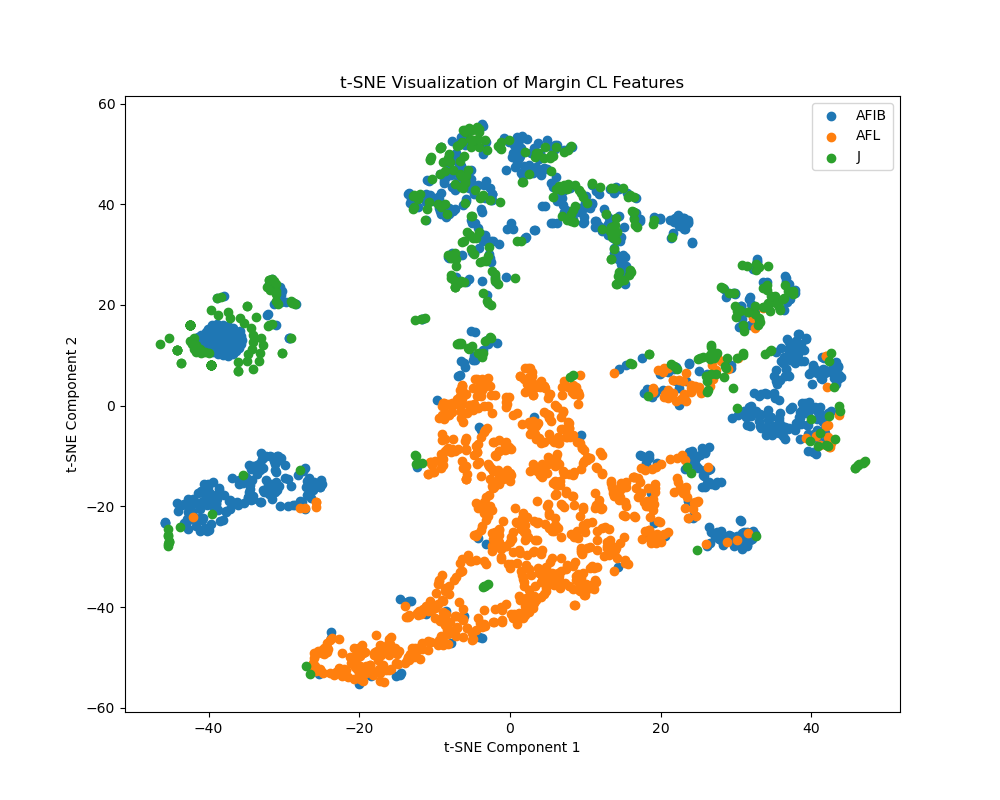 t-SNE Visualization of Margin CL Features
AFIB
AFL
J
60
40
20
0
−20
−40
−60
t-SNE Component 2
−40
−20
0
20
40
t-SNE Component 1